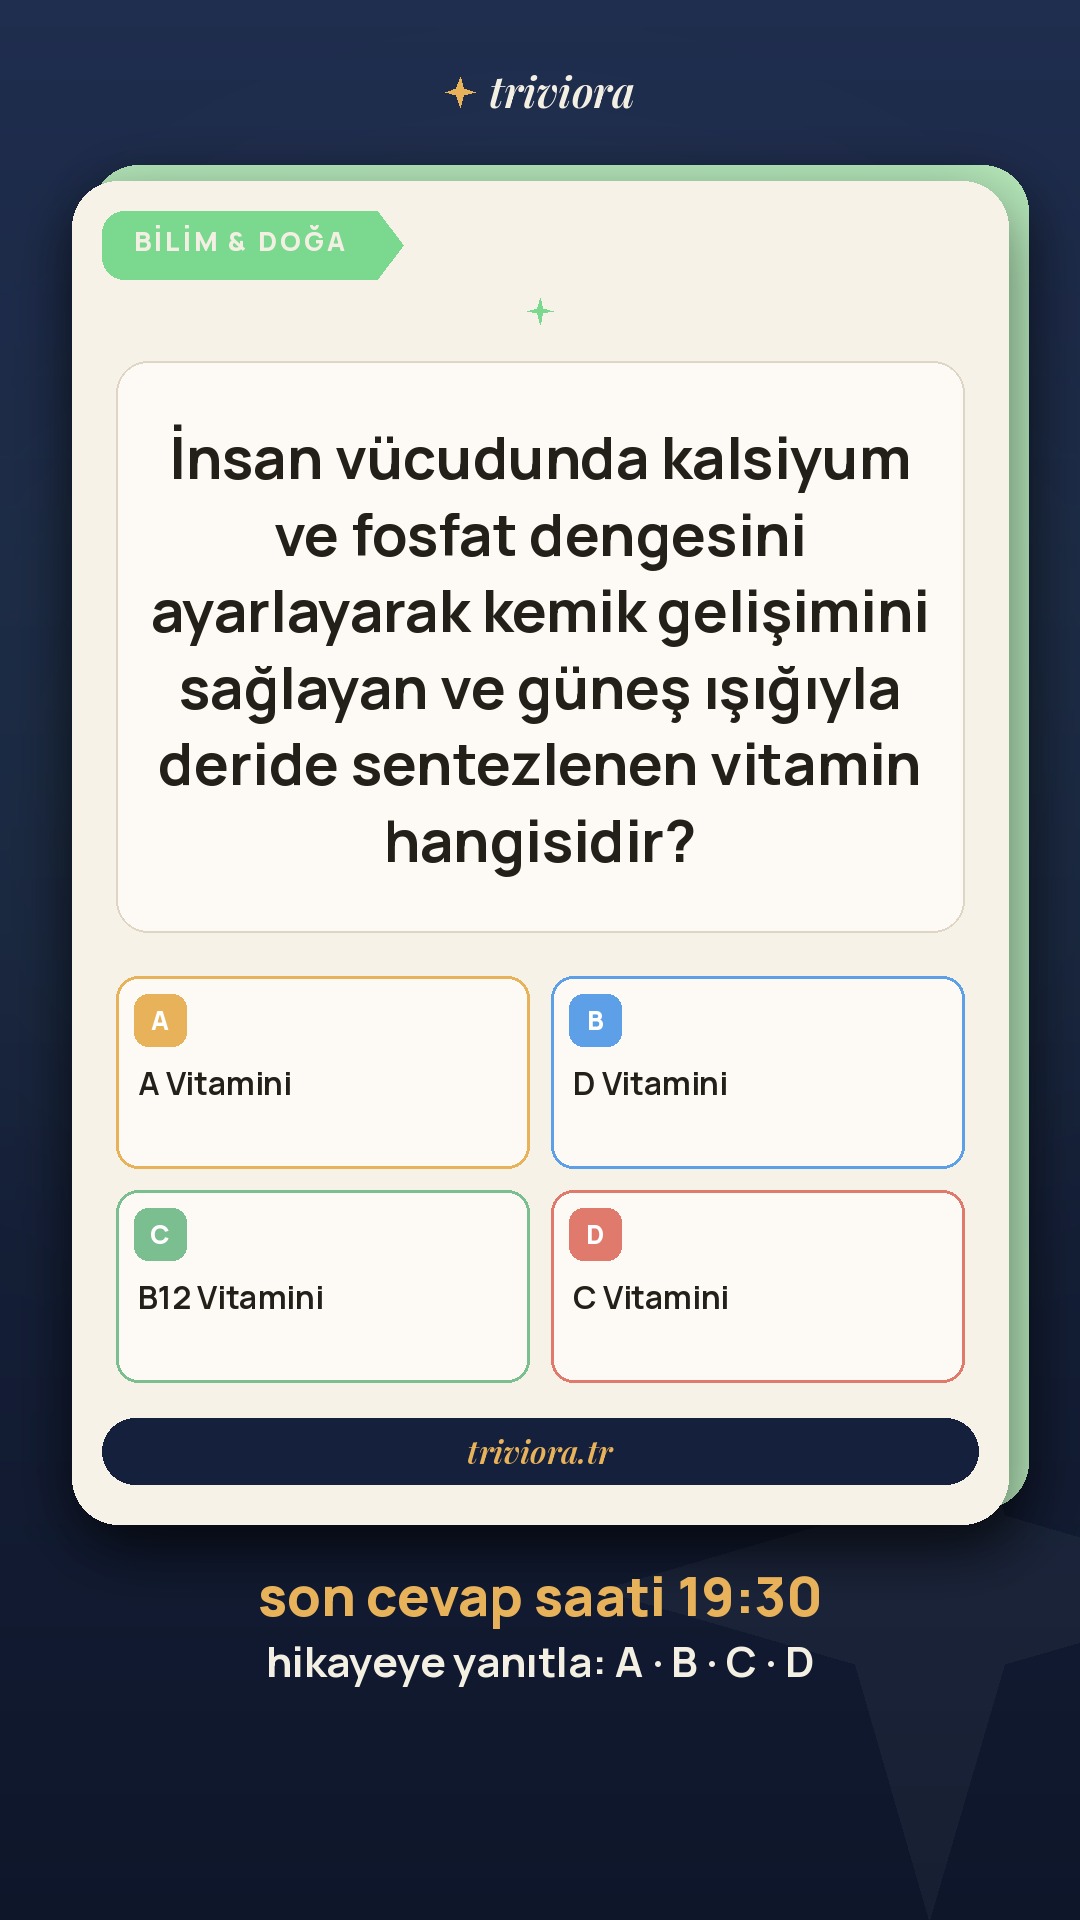 triviora
BİLİM & DOĞA
İnsan vücudunda kalsiyum
ve fosfat dengesini
ayarlayarak kemik gelişimini
sağlayan ve güneş ışığıyla
deride sentezlenen vitamin
hangisidir?
A
A Vitamini
B
D Vitamini
C
B12 Vitamini
D
C Vitamini
triviora.tr
son cevap saati 19:30
hikayeye yanıtla: A · B · C · D